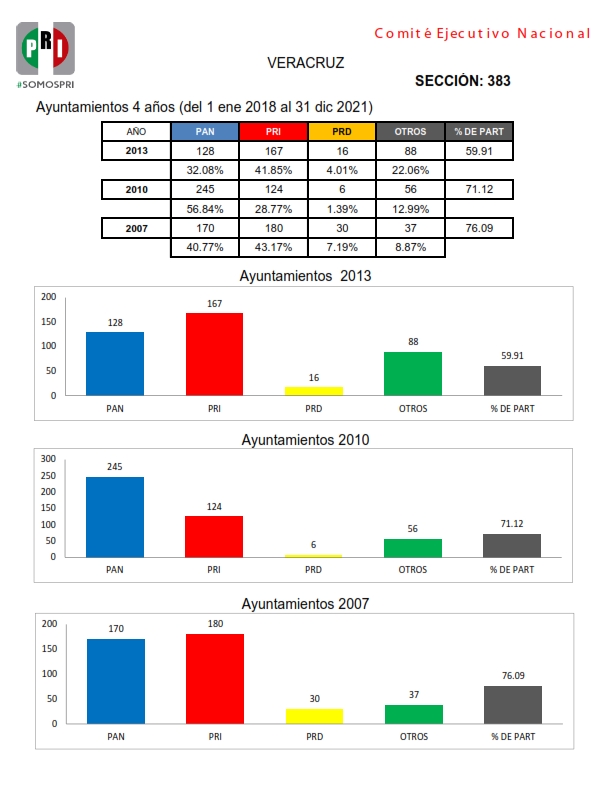 Comité Ejecutivo Nacional
PRI
#SOMOSPRI
VERACRUZ
SECCIÓN: 383
Ayuntamientos 4 años (del 1 ene 2018 al 31 dic 2021)
AÑO PAN PRI PRD OTROS % DE PART
2013 128 167 16 88 59.91
32.08% 41.85% 4.01% 22.06%
2010 245 124 6 56 71.12
56.84% 28.77% 1.39% 12.99%
2007 170 180 30 37 76.09
40.77% 43.17% 7.19% 8.87%
Ayuntamientos 2013
200
150
100
50
0
128 167 16 88 59.91
PAN PRI PRD OTROS % DE PART
Ayuntamientos 2010
300
250
200
150
100
50
0
245 124 6 56 71.12
PAN PRI PRD OTROS % DE PART
Ayuntamientos 2007
200
150
100
50
0
170 180 30 37 76.09
PAN PRI PRD OTROS % DE PART